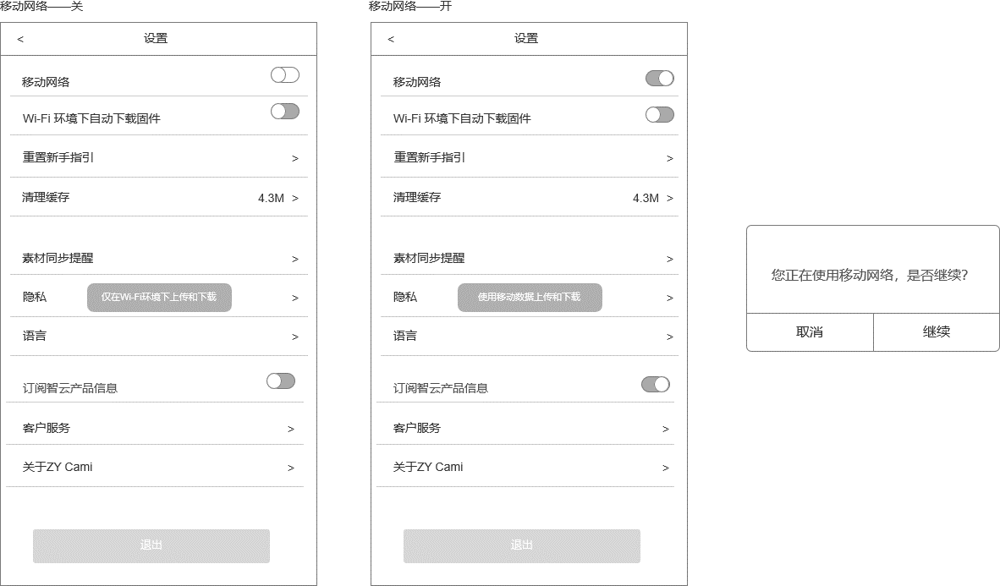 移动网络——关
<
设置
移动网络
Wi-Fi 环境下自动下载固件
重置新手指引
>
清理缓存
4.3M >
素材同步提醒
>
隐私
仅在Wi-Fi环境下上传和下载
>
语言
>
订阅智云产品信息
客户服务
>
关于ZY Cami
>
退出
移动网络——开
<
设置
移动网络
Wi-Fi 环境下自动下载固件
重置新手指引
>
清理缓存
4.3M >
素材同步提醒
>
隐私
使用移动数据上传和下载
>
语言
>
订阅智云产品信息
客户服务
>
关于ZY Cami
>
退出
您正在使用移动网络，是否继续？
取消
继续